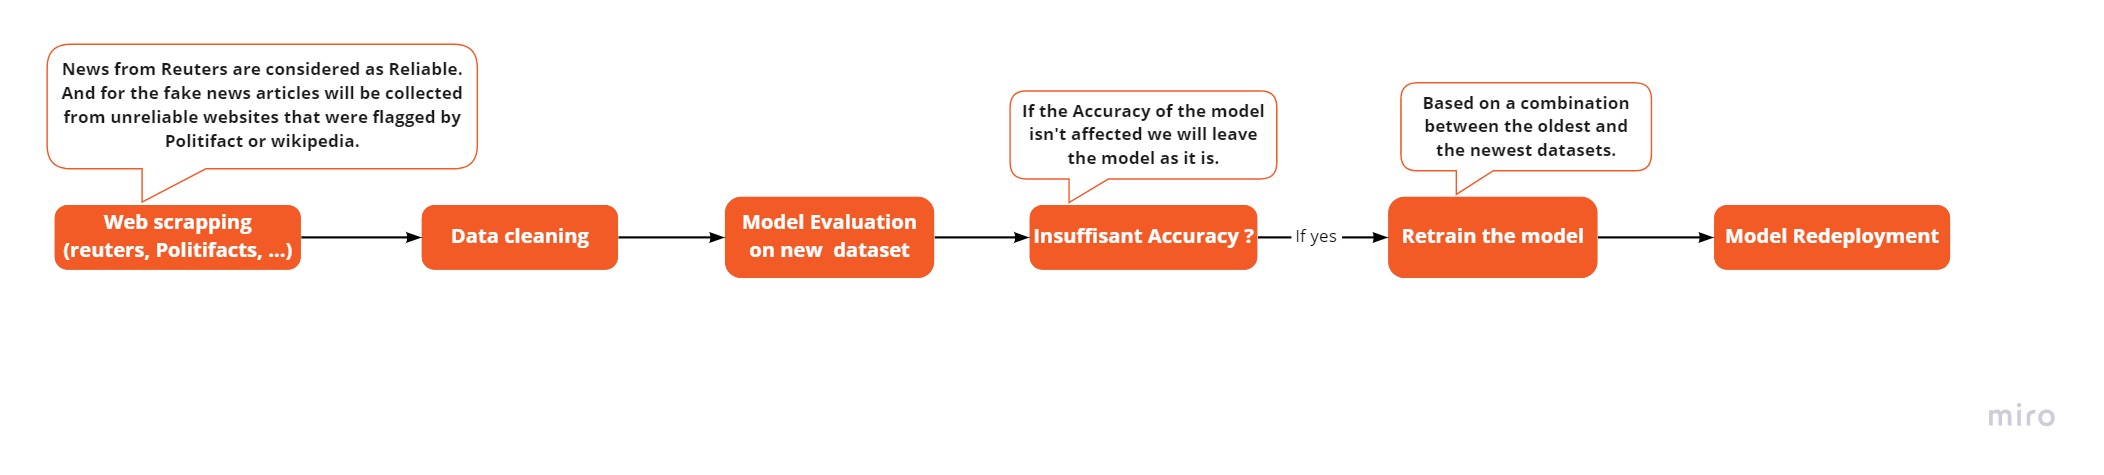 News from Reuters are considered as Reliable.
And for the fake news articles will be collected
from unreliable websites that were flagged by
Politifact or wikipedia.
If the Accuracy of the model
isn't affected we will leave
the model as it is.
Based on a combination
between the oldest and
the newest datasets.
Web scrapping
(reuters, Politifacts, ...)
Data cleaning
Model Evaluation
on new dataset
Insuffisant Accuracy ?
If yes
Retrain the model
Model Redeployment
miro